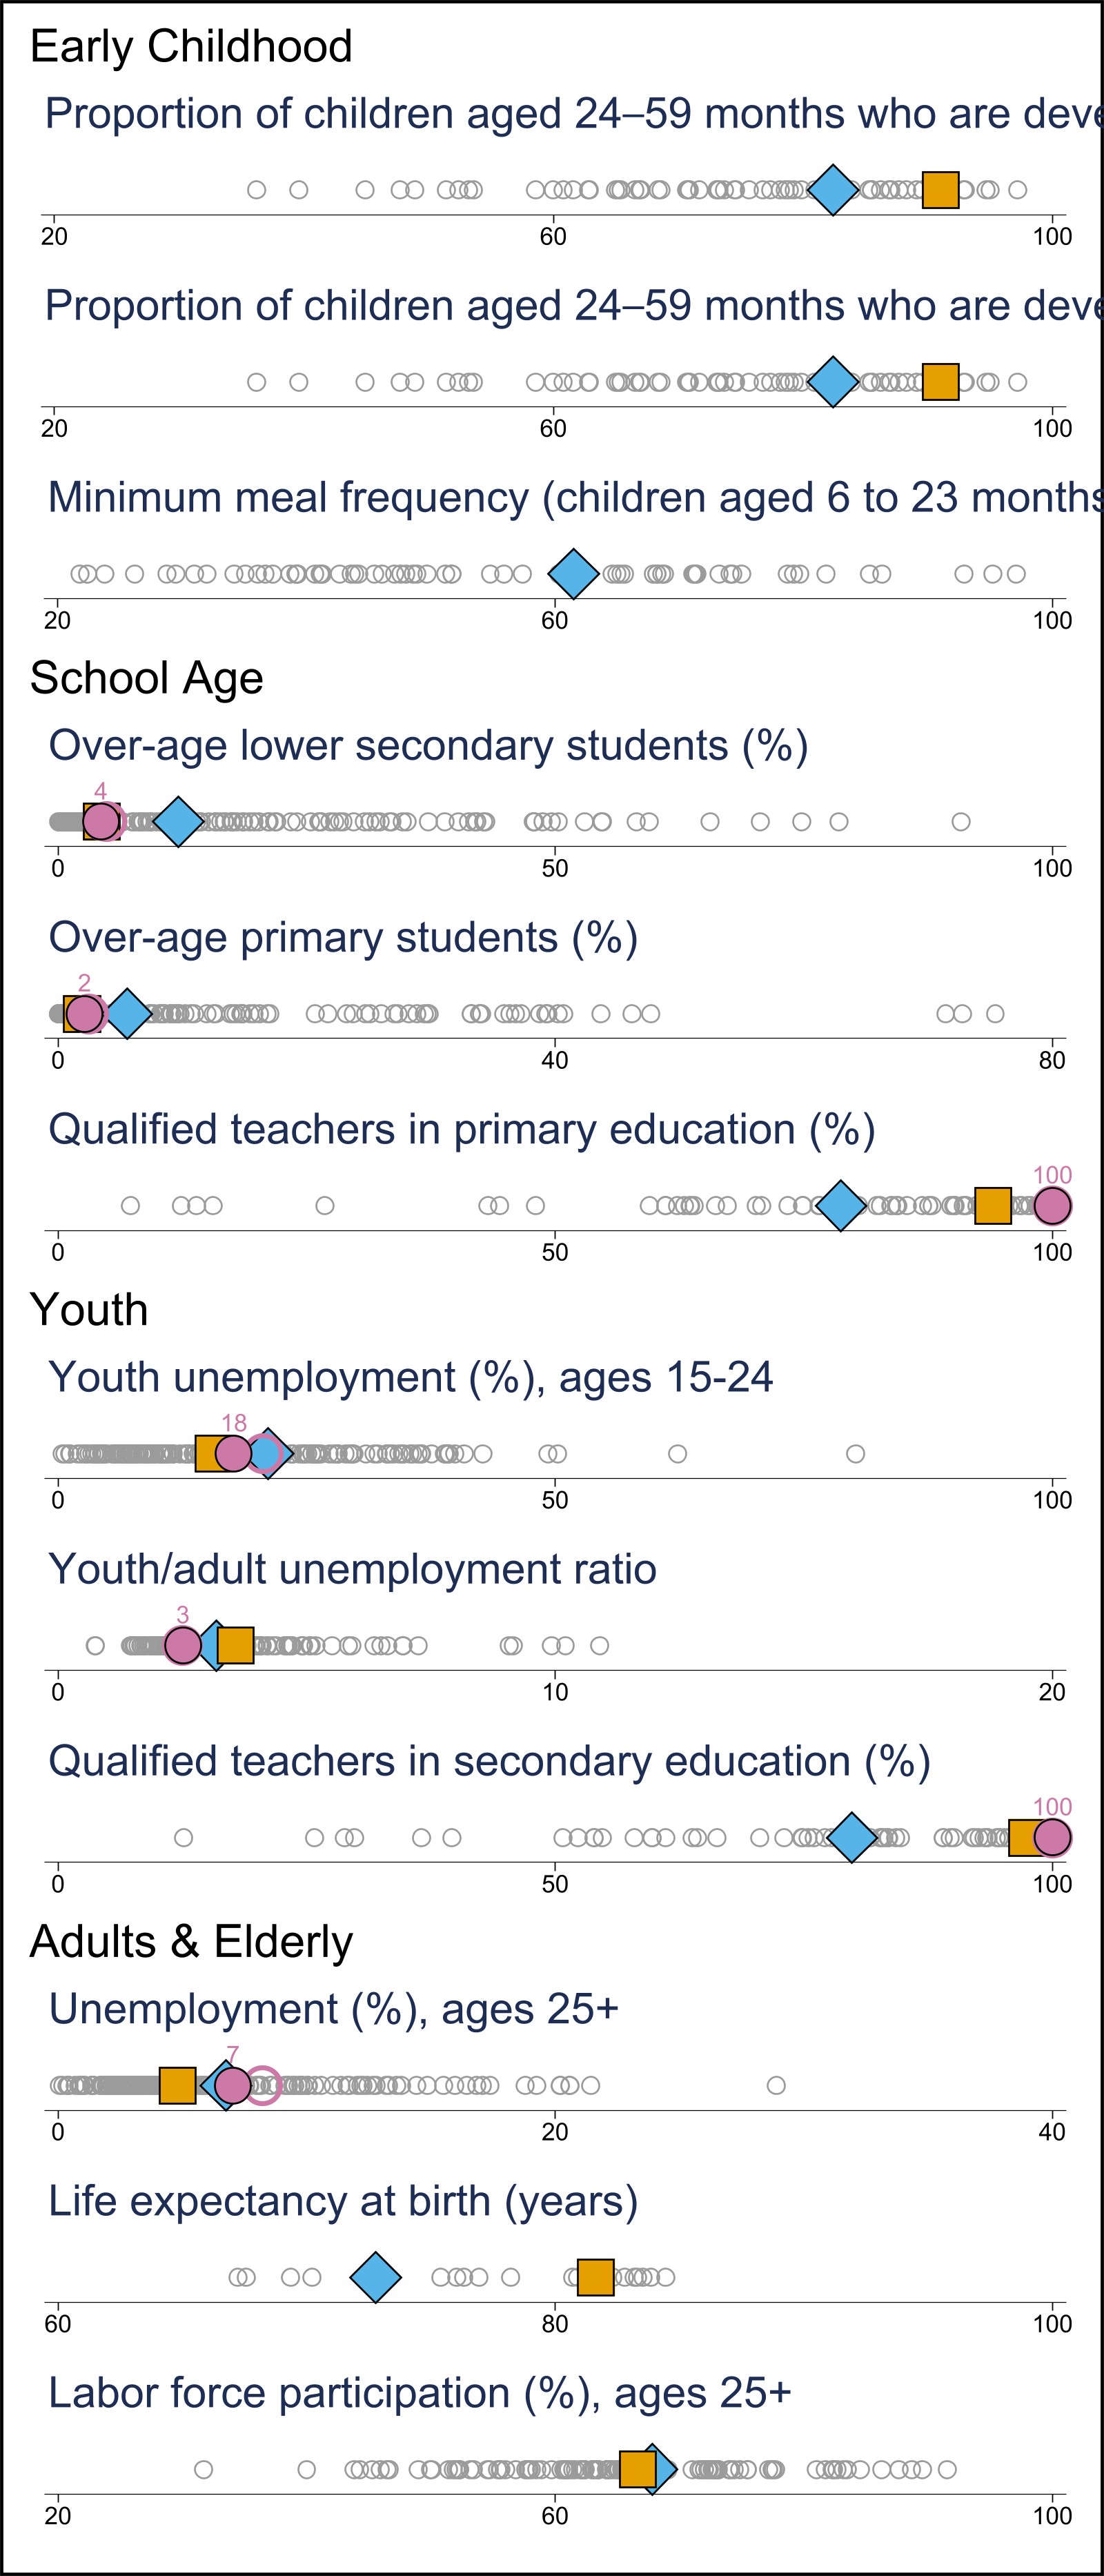 Early Childhood
Proportion of children aged 24–59 months who are deve
20 60 100
Proportion of children aged 24–59 months who are deve
20 60 100
Minimum meal frequency (children aged 6 to 23 months
20 60 100
School Age
Over-age lower secondary students (%)
4
0 50 100
Over-age primary students (%)
2
0 40 80
Qualified teachers in primary education (%)
100
0 50 100
Youth
Youth unemployment (%), ages 15-24
18
0 50 100
Youth/adult unemployment ratio
3
0 10 20
Qualified teachers in secondary education (%)
100
0 50 100
Adults & Elderly
Unemployment (%), ages 25+
7
0 20 40
Life expectancy at birth (years)
60 80 100
Labor force participation (%), ages 25+
20 60 100